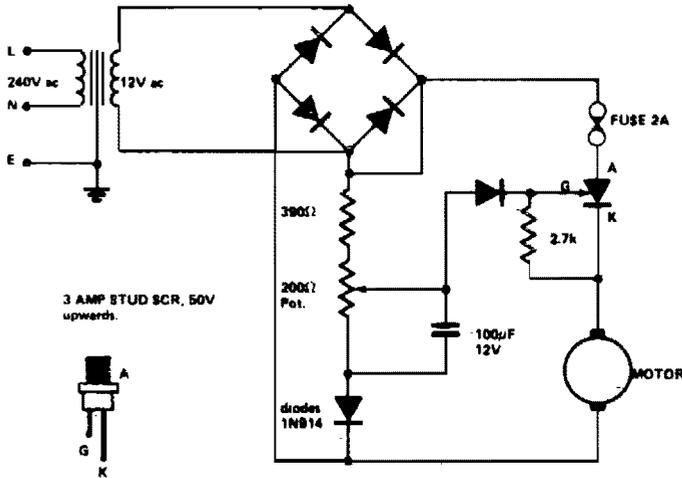 L
240V ac
12V ac
N
E
FUSE 2A
A
G
K
390Ω
2.7k
200Ω
Pot.
3 AMP STUD SCR, 50V
upwards.
100μF
12V
A
MOTOR
diodes
1N914
G
K